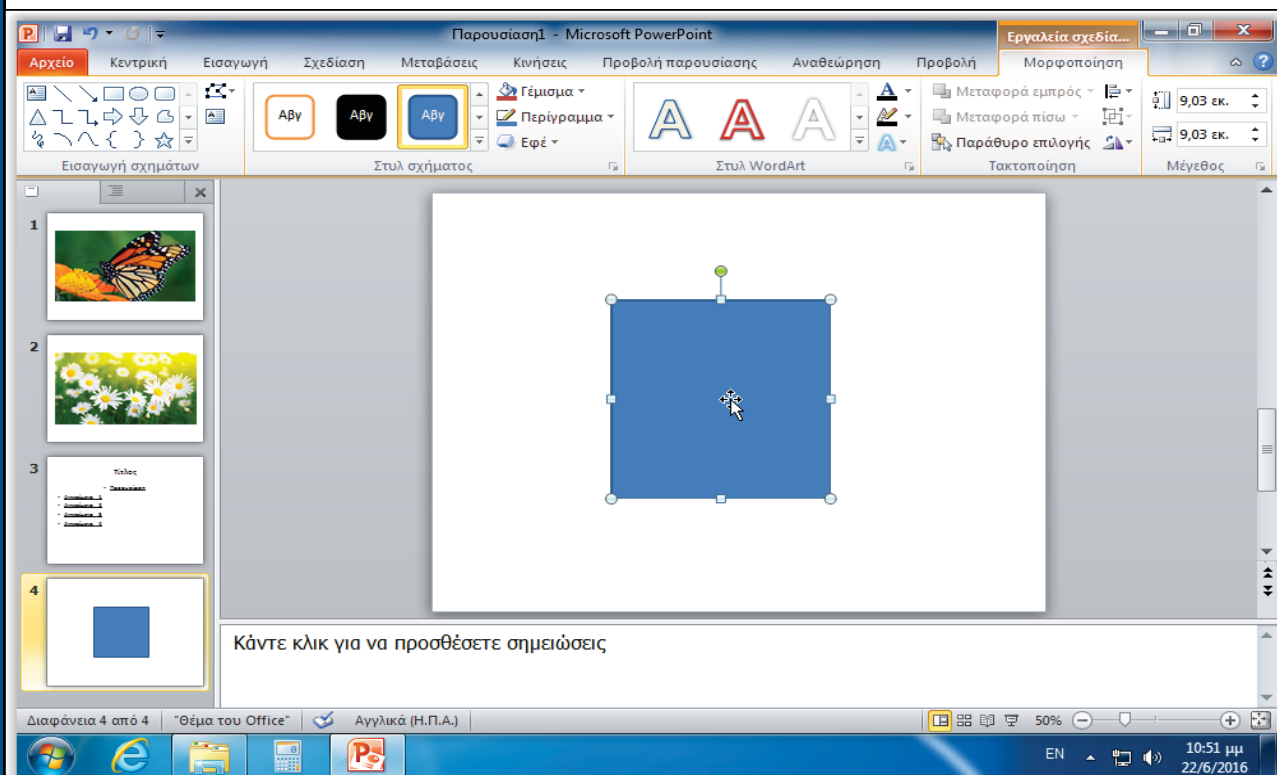 Παρουσίαση1 - Microsoft PowerPoint
Εργαλεία σχεδία...
Αρχείο Κεντρική Εισαγωγή Σχεδίαση Μεταβάσεις Κινήσεις Προβολή παρουσίασης Αναθεώρηση Προβολή Μορφοποίηση
Αβγ Αβγ Αβγ
Γέμισμα
Περίγραμμα
Εφέ
A A A
Μεταφορά εμπρός
Μεταφορά πίσω
Παράθυρο επιλογής
9,03 εκ.
9,03 εκ.
Εισαγωγή σχημάτων Στυλ σχήματος Στυλ WordArt Τακτοποίηση Μέγεθος
1
2
3
Τίτλος
4
Κάντε κλικ για να προσθέσετε σημειώσεις
Διαφάνεια 4 από 4 "Θέμα του Office" Αγγλικά (Η.Π.Α.) 50%
EN 10:51 μμ
22/6/2016